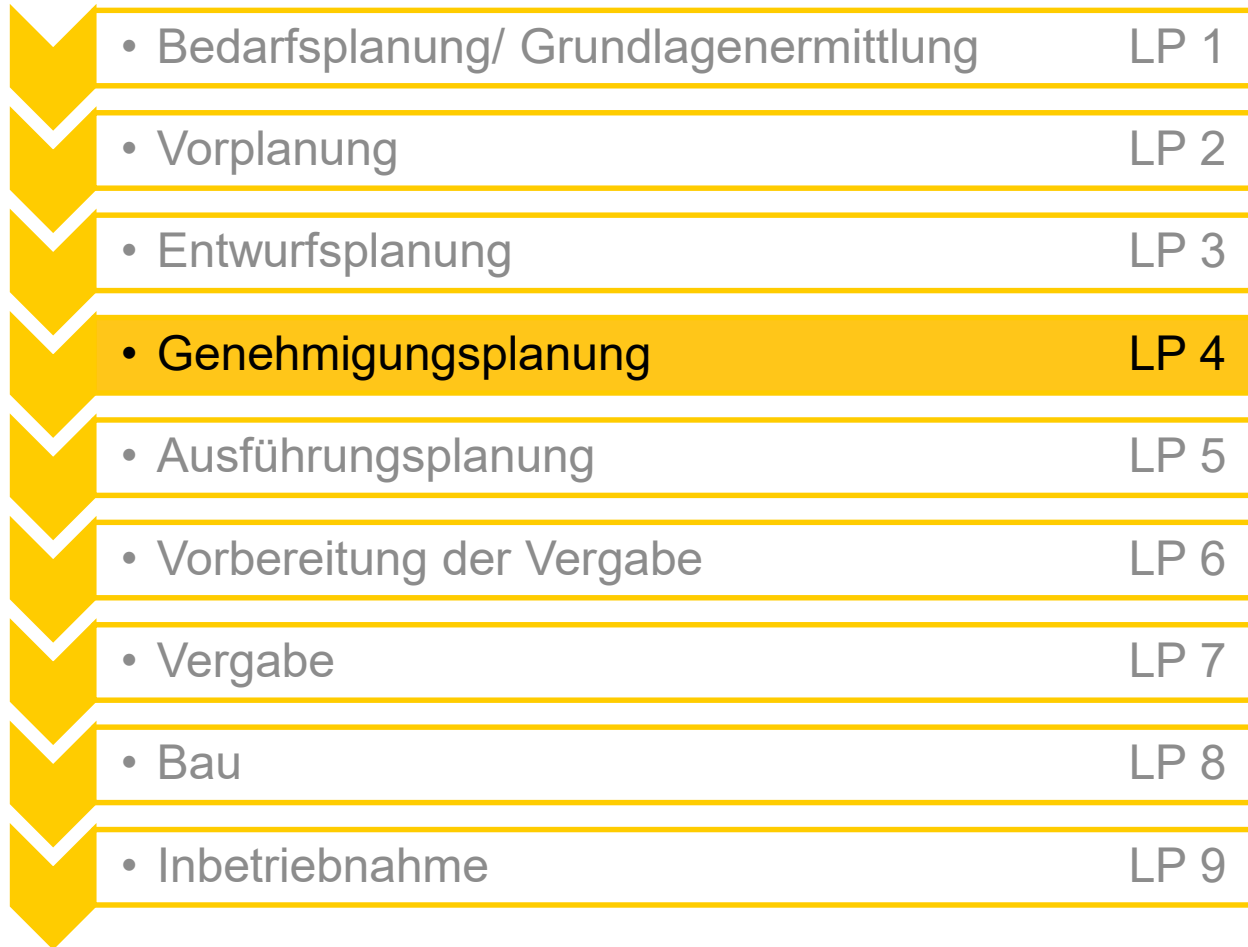 • Bedarfsplanung/ Grundlagenermittlung LP 1
• Vorplanung LP 2
• Entwurfsplanung LP 3
• Genehmigungsplanung LP 4
• Ausführungsplanung LP 5
• Vorbereitung der Vergabe LP 6
• Vergabe LP 7
• Bau LP 8
• Inbetriebnahme LP 9